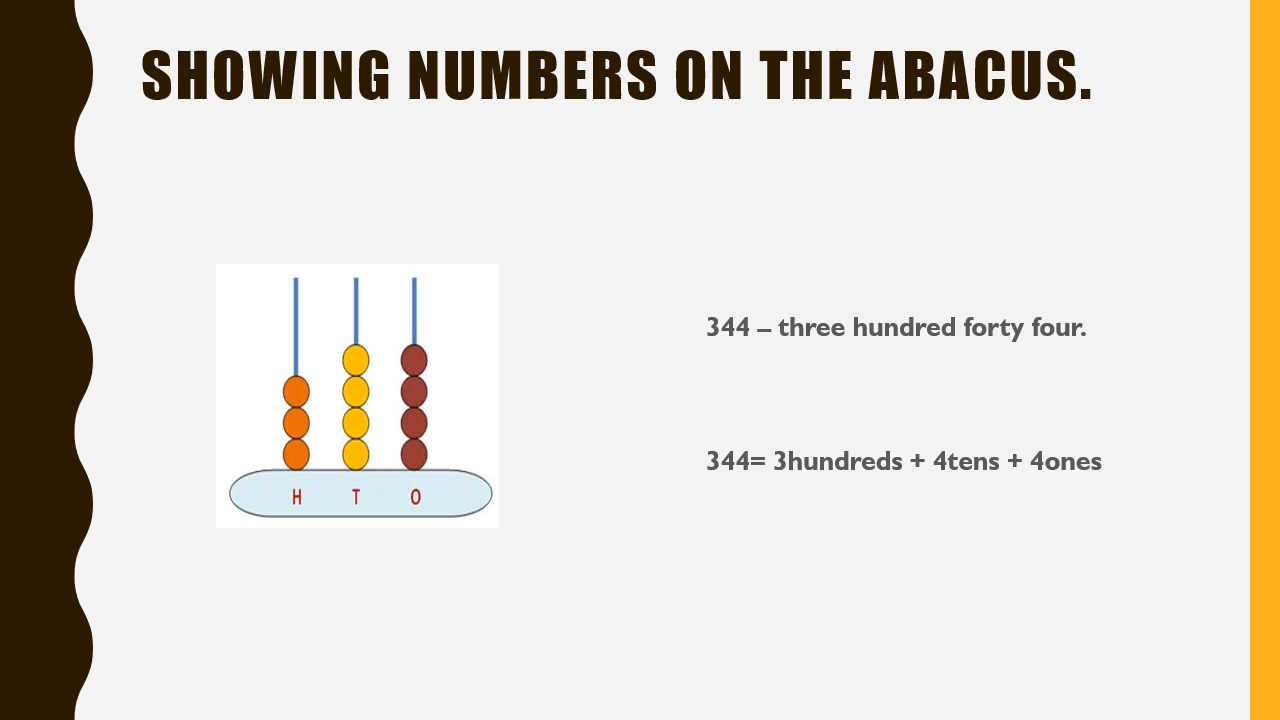 SHOWING NUMBERS ON THE ABACUS.
344 – three hundred forty four.
344= 3hundreds + 4tens + 4ones
H T O